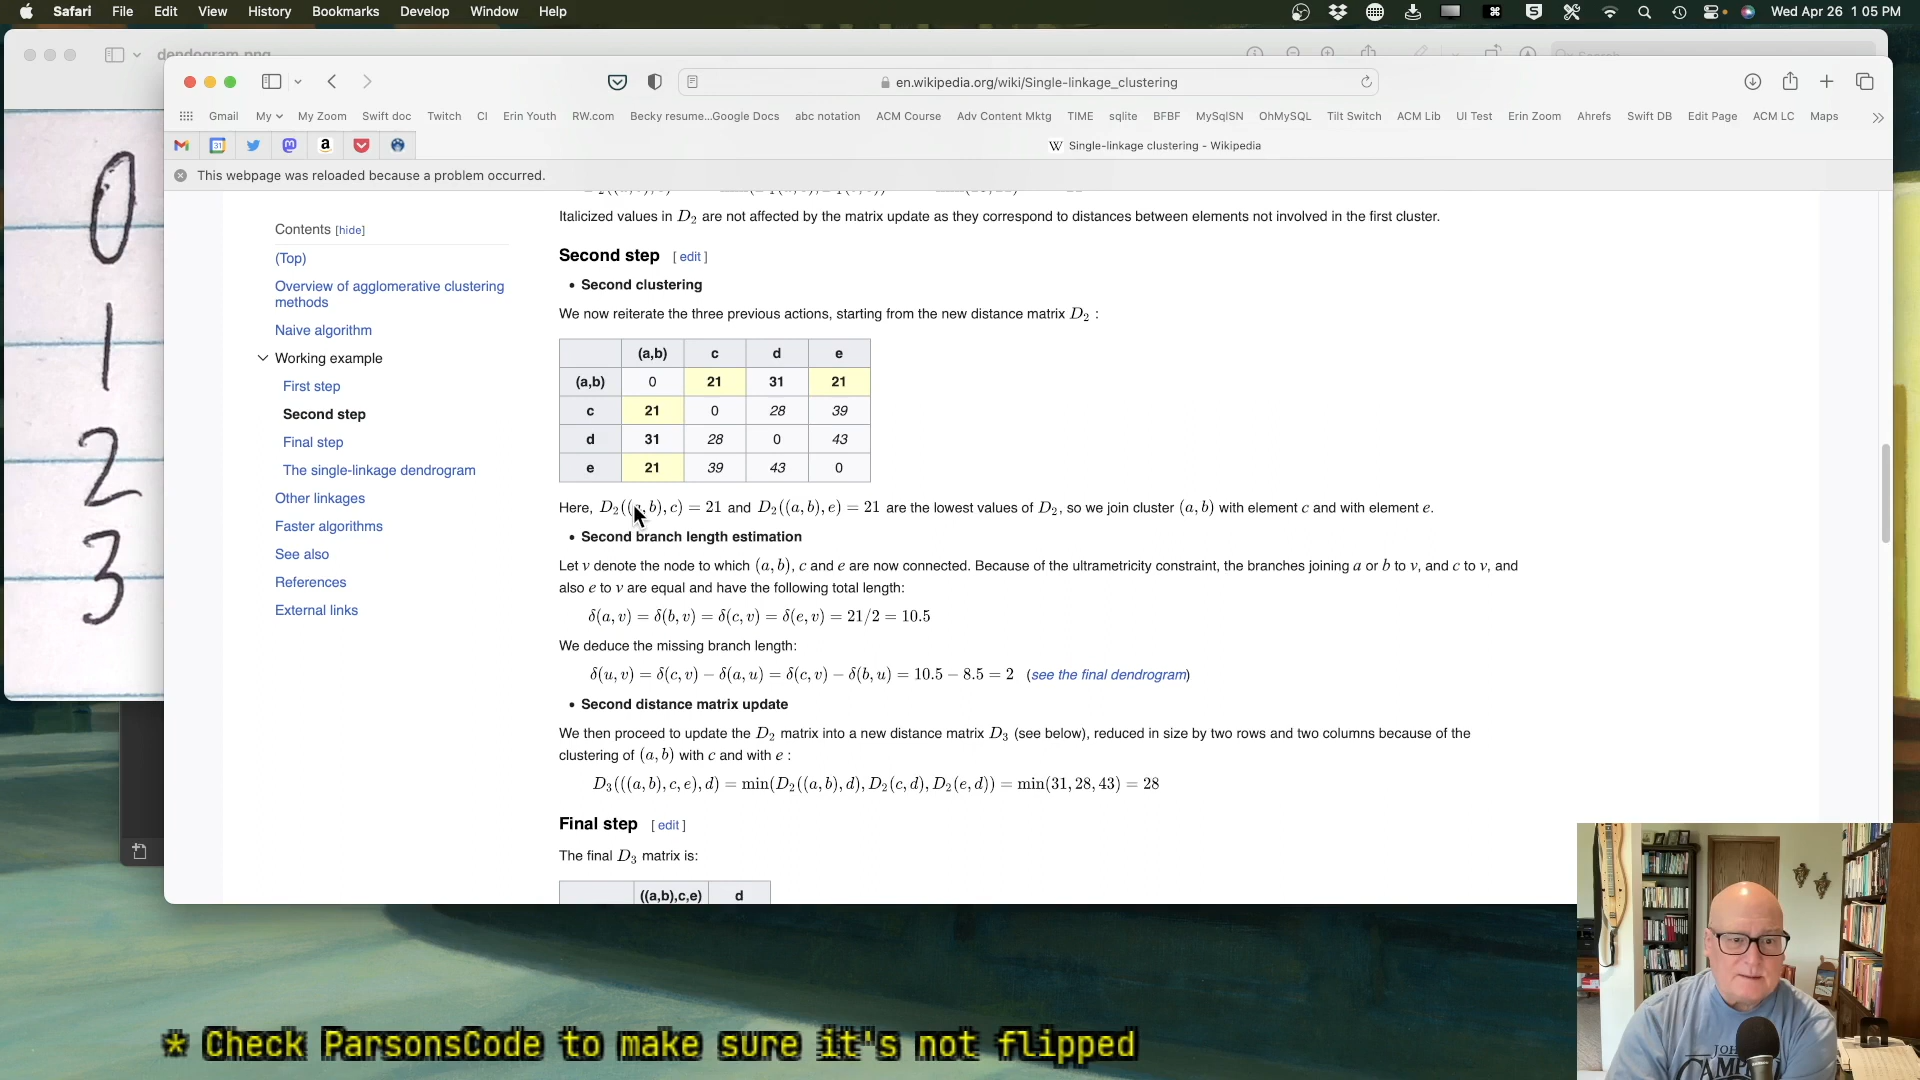 Safari File Edit View History Bookmarks Develop Window Help
Wed Apr 26 1 05 PM
dendogram.png
Search
en.wikipedia.org/wiki/Single-linkage_clustering
Gmail My My Zoom Swift doc Twitch CI Erin Youth RW.com Becky resume...Google Docs abc notation ACM Course Adv Content Mktg TIME sqlite BFBF MySqlSN OhMySQL Tilt Switch ACM Lib UI Test Erin Zoom Ahrefs Swift DB Edit Page ACM LC Maps
Single-linkage clustering - Wikipedia
This webpage was reloaded because a problem occurred.
0
1
2
3
Contents [hide]
(Top)
Overview of agglomerative clustering
methods
Naive algorithm
Working example
First step
Second step
Final step
The single-linkage dendrogram
Other linkages
Faster algorithms
See also
References
External links
Italicized values in D₂ are not affected by the matrix update as they correspond to distances between elements not involved in the first cluster.
Second step [ edit ]
• Second clustering
We now reiterate the three previous actions, starting from the new distance matrix D₂ :
(a,b) c d e
(a,b) 0 21 31 21
c 21 0 28 39
d 31 28 0 43
e 21 39 43 0
Here, D₂((a, b), c) = 21 and D₂((a, b), e) = 21 are the lowest values of D₂, so we join cluster (a, b) with element c and with element e.
• Second branch length estimation
Let v denote the node to which (a, b), c and e are now connected. Because of the ultrametricity constraint, the branches joining a or b to v, and c to v, and
also e to v are equal and have the following total length:
δ(a, v) = δ(b, v) = δ(c, v) = δ(e, v) = 21/2 = 10.5
We deduce the missing branch length:
δ(u, v) = δ(c, v) − δ(a, u) = δ(c, v) − δ(b, u) = 10.5 − 8.5 = 2 (see the final dendrogram)
• Second distance matrix update
We then proceed to update the D₂ matrix into a new distance matrix D₃ (see below), reduced in size by two rows and two columns because of the
clustering of (a, b) with c and with e :
D₃(((a, b), c, e), d) = min(D₂((a, b), d), D₂(c, d), D₂(e, d)) = min(31, 28, 43) = 28
Final step [ edit ]
The final D₃ matrix is:
((a,b),c,e) d
* Check ParsonsCode to make sure it's not flipped